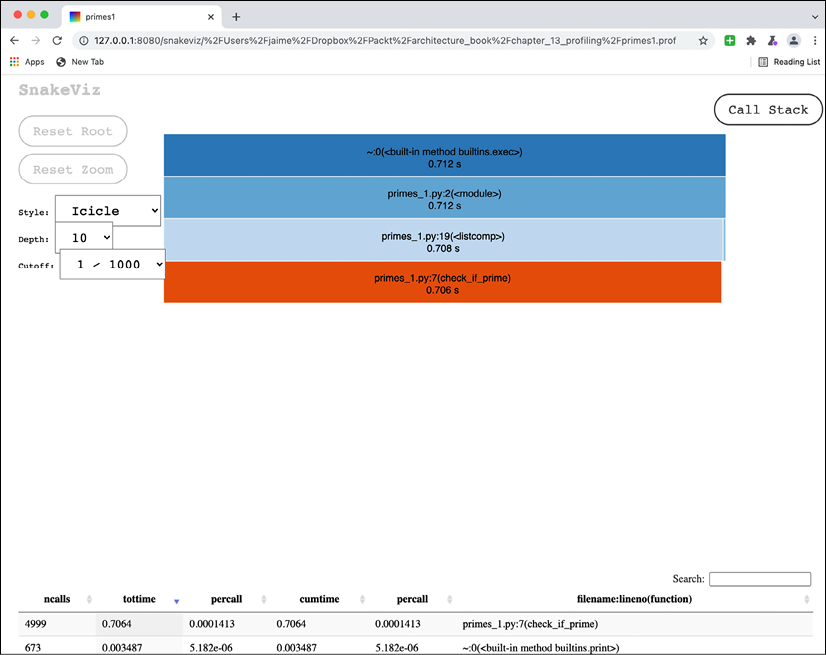 primes1
127.0.0.1:8080/snakeviz/%2FUsers%2Fjaime%2FDropbox%2FPackt%2Farchitecture_book%2Fchapter_13_profiling%2Fprimes1.prof
Apps New Tab Reading List
SnakeViz
Call Stack
Reset Root
Reset Zoom
Style: Icicle
Depth: 10
Cutoff: 1 / 1000
~:0(<built-in method builtins.exec>)
0.712 s
primes_1.py:2(<module>)
0.712 s
primes_1.py:19(<listcomp>)
0.708 s
primes_1.py:7(check_if_prime)
0.706 s
Search:
ncalls tottime percall cumtime percall filename:lineno(function)
4999 0.7064 0.0001413 0.7064 0.0001413 primes_1.py:7(check_if_prime)
673 0.003487 5.182e-06 0.003487 5.182e-06 ~:0(<built-in method builtins.print>)